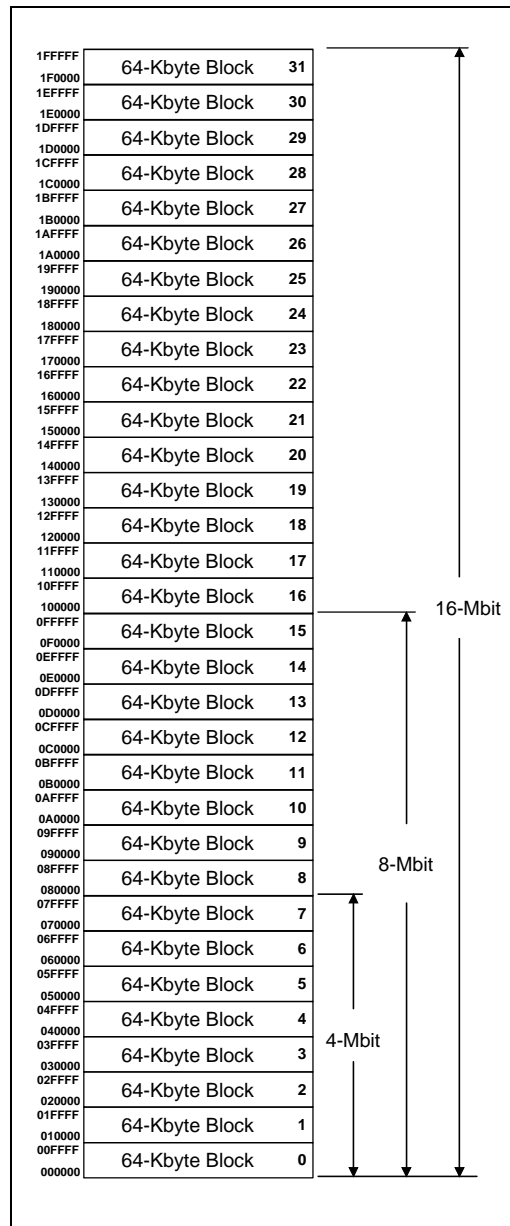 1FFFFF
64-Kbyte Block 31
1F0000
1EFFFF
64-Kbyte Block 30
1E0000
1DFFFF
64-Kbyte Block 29
1D0000
1CFFFF
64-Kbyte Block 28
1C0000
1BFFFF
64-Kbyte Block 27
1B0000
1AFFFF
64-Kbyte Block 26
1A0000
19FFFF
64-Kbyte Block 25
190000
18FFFF
64-Kbyte Block 24
180000
17FFFF
64-Kbyte Block 23
170000
16FFFF
64-Kbyte Block 22
160000
15FFFF
64-Kbyte Block 21
150000
14FFFF
64-Kbyte Block 20
140000
13FFFF
64-Kbyte Block 19
130000
12FFFF
64-Kbyte Block 18
120000
11FFFF
64-Kbyte Block 17
110000
10FFFF
64-Kbyte Block 16
100000
16-Mbit
0FFFFF
64-Kbyte Block 15
0F0000
0EFFFF
64-Kbyte Block 14
0E0000
0DFFFF
64-Kbyte Block 13
0D0000
0CFFFF
64-Kbyte Block 12
0C0000
0BFFFF
64-Kbyte Block 11
0B0000
0AFFFF
64-Kbyte Block 10
0A0000
09FFFF
64-Kbyte Block 9
090000
8-Mbit
08FFFF
64-Kbyte Block 8
080000
07FFFF
64-Kbyte Block 7
070000
06FFFF
64-Kbyte Block 6
060000
05FFFF
64-Kbyte Block 5
050000
04FFFF
64-Kbyte Block 4
040000
4-Mbit
03FFFF
64-Kbyte Block 3
030000
02FFFF
64-Kbyte Block 2
020000
01FFFF
64-Kbyte Block 1
010000
00FFFF
64-Kbyte Block 0
000000